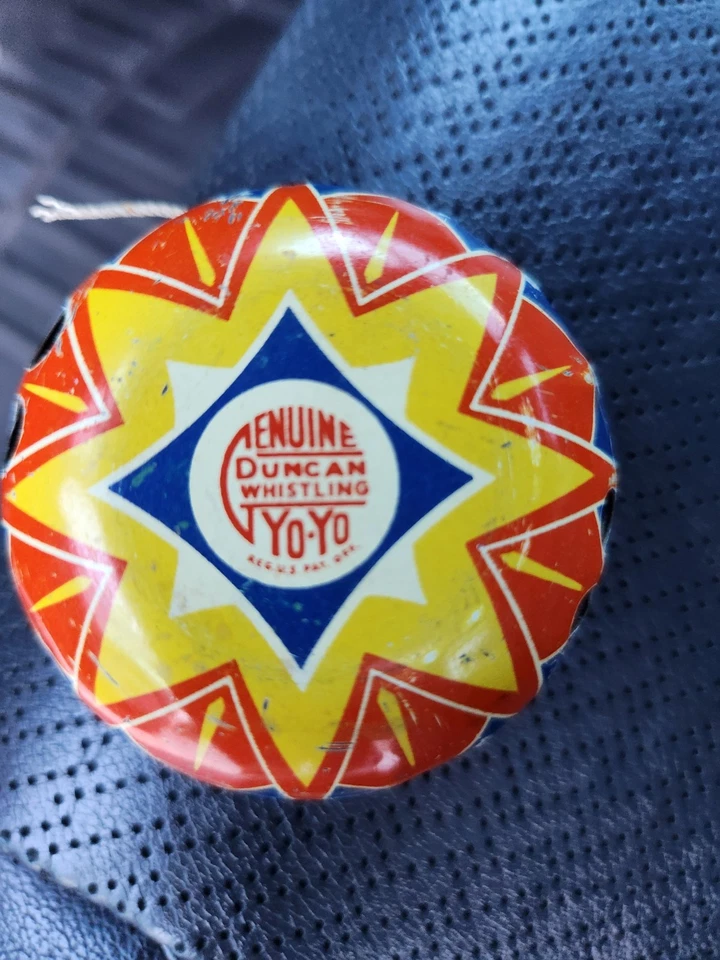 GENUINE
DUNCAN
WHISTLING
YO-YO
REG. U.S. PAT. OFF.